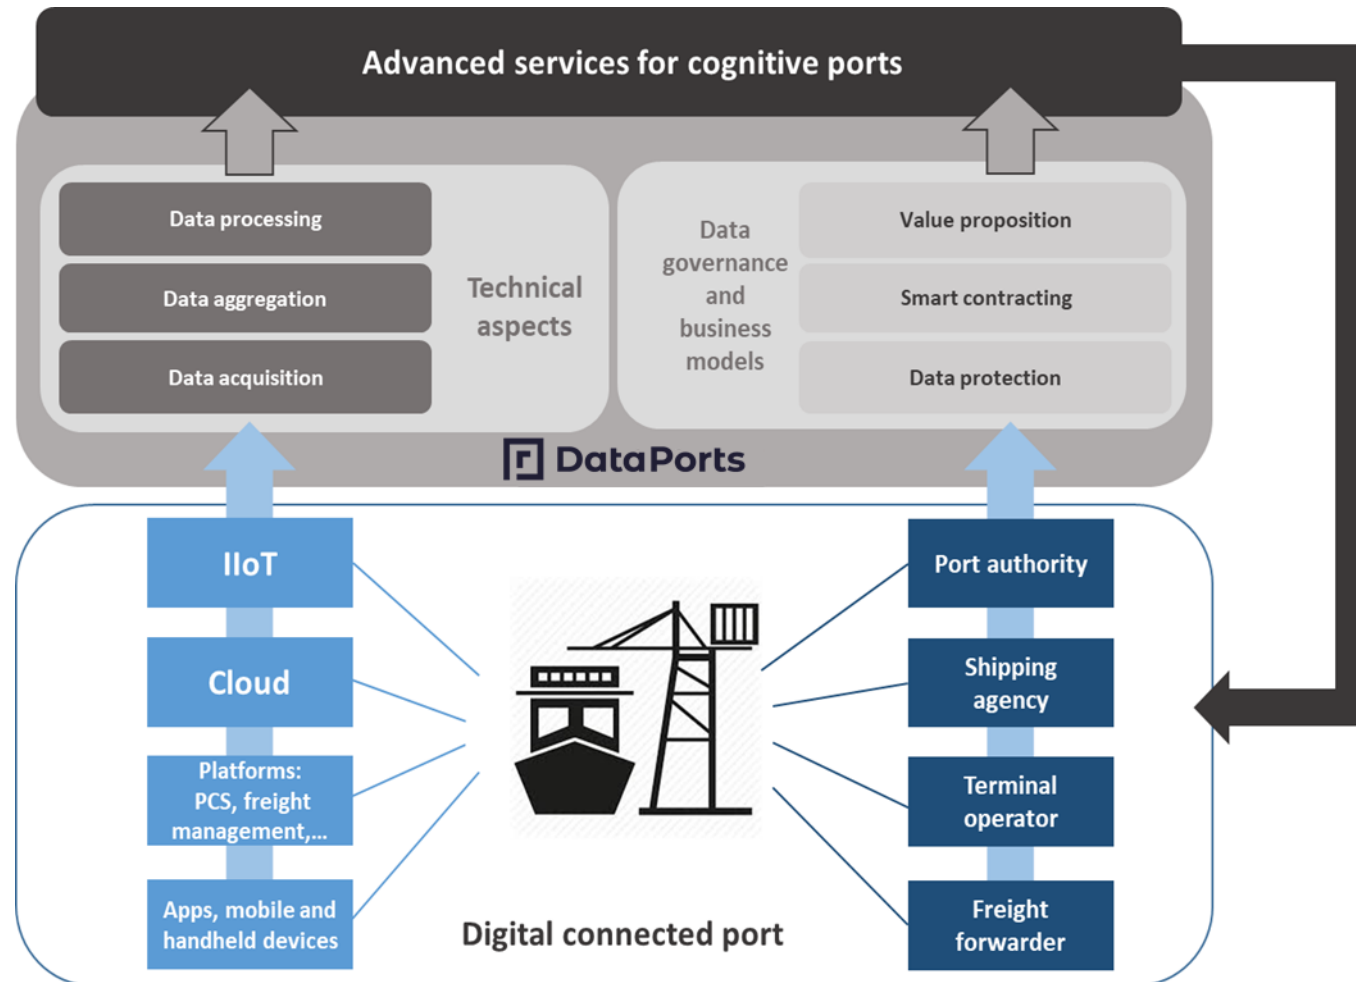 Advanced services for cognitive ports
Data processing
Data aggregation
Data acquisition
Technical
aspects
Data
governance
and
business
models
Value proposition
Smart contracting
Data protection
DataPorts
IIoT
Cloud
Platforms:
PCS, freight
management,...
Apps, mobile and
handheld devices
Port authority
Shipping
agency
Terminal
operator
Freight
forwarder
Digital connected port